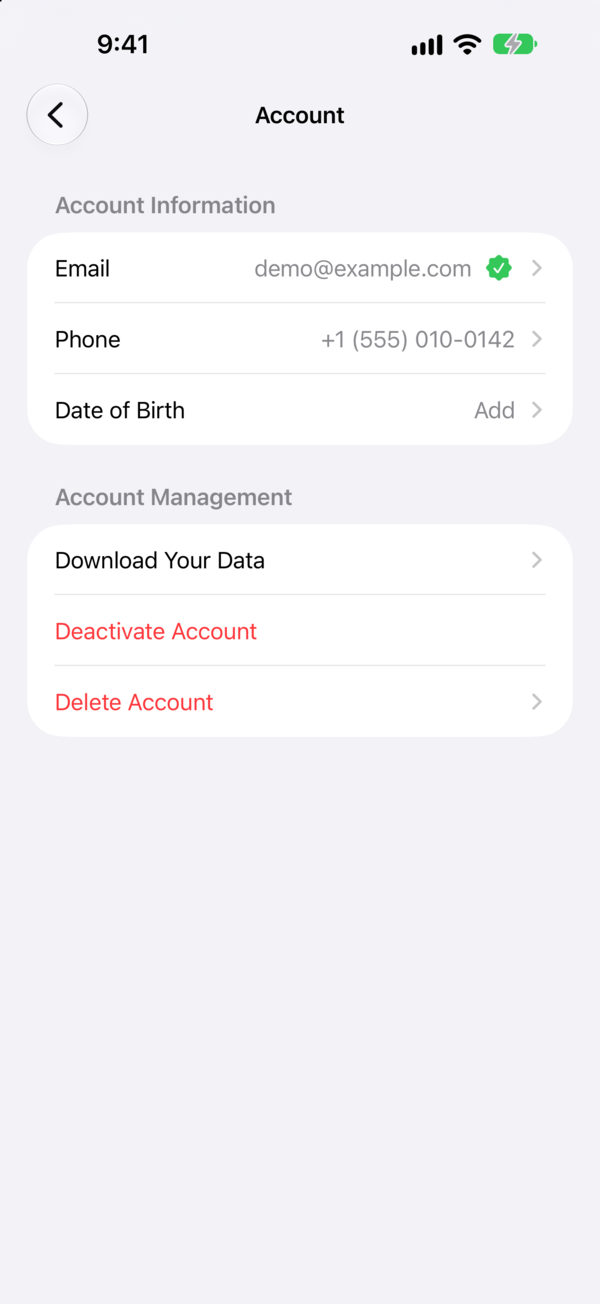 9:41
Account
Account Information
Email demo@example.com
Phone +1 (555) 010-0142
Date of Birth Add
Account Management
Download Your Data
Deactivate Account
Delete Account